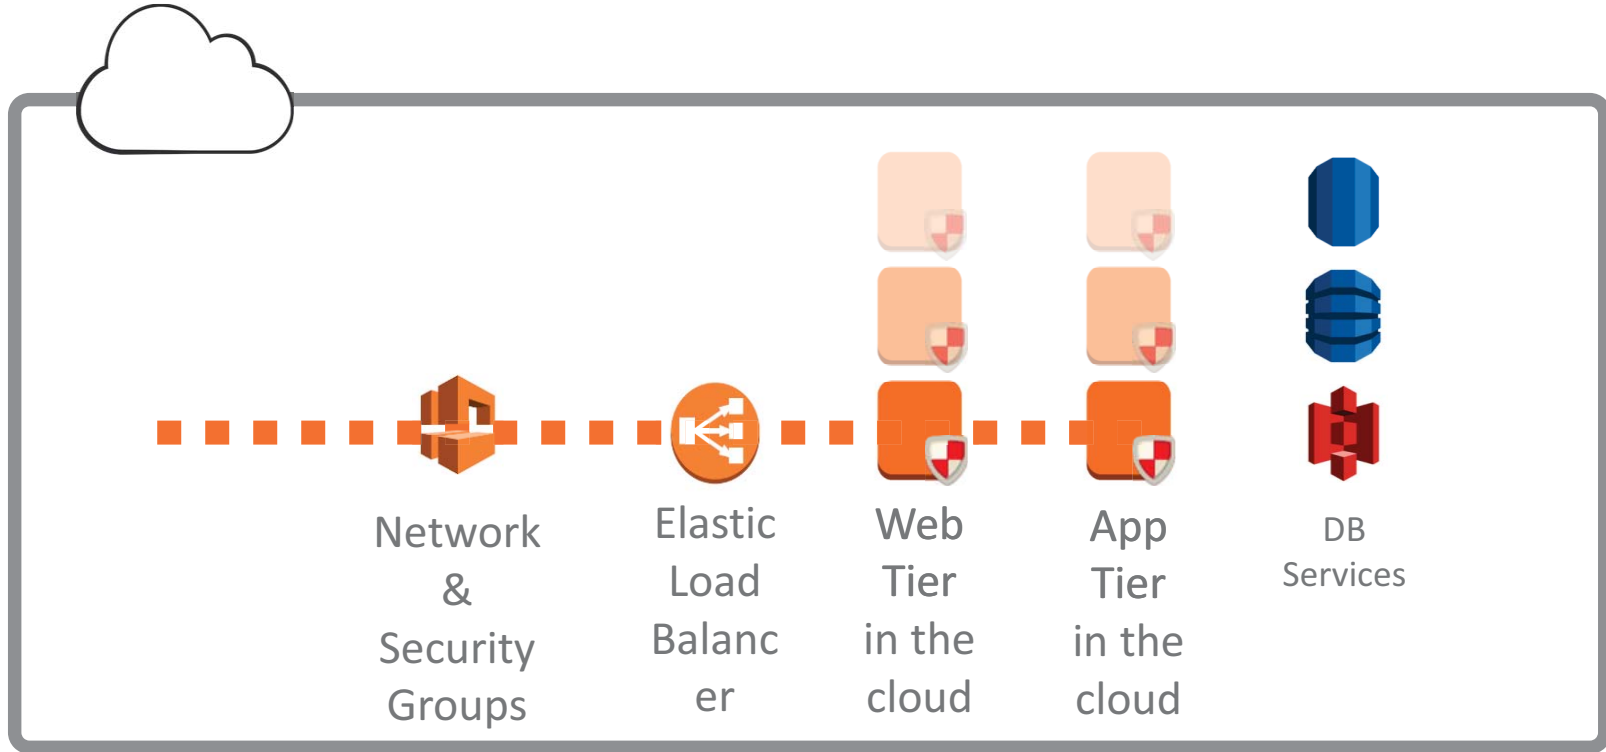 Network
&
Security
Groups
Elastic
Load
Balanc
er
Web
Tier
in the
cloud
App
Tier
in the
cloud
DB
Services